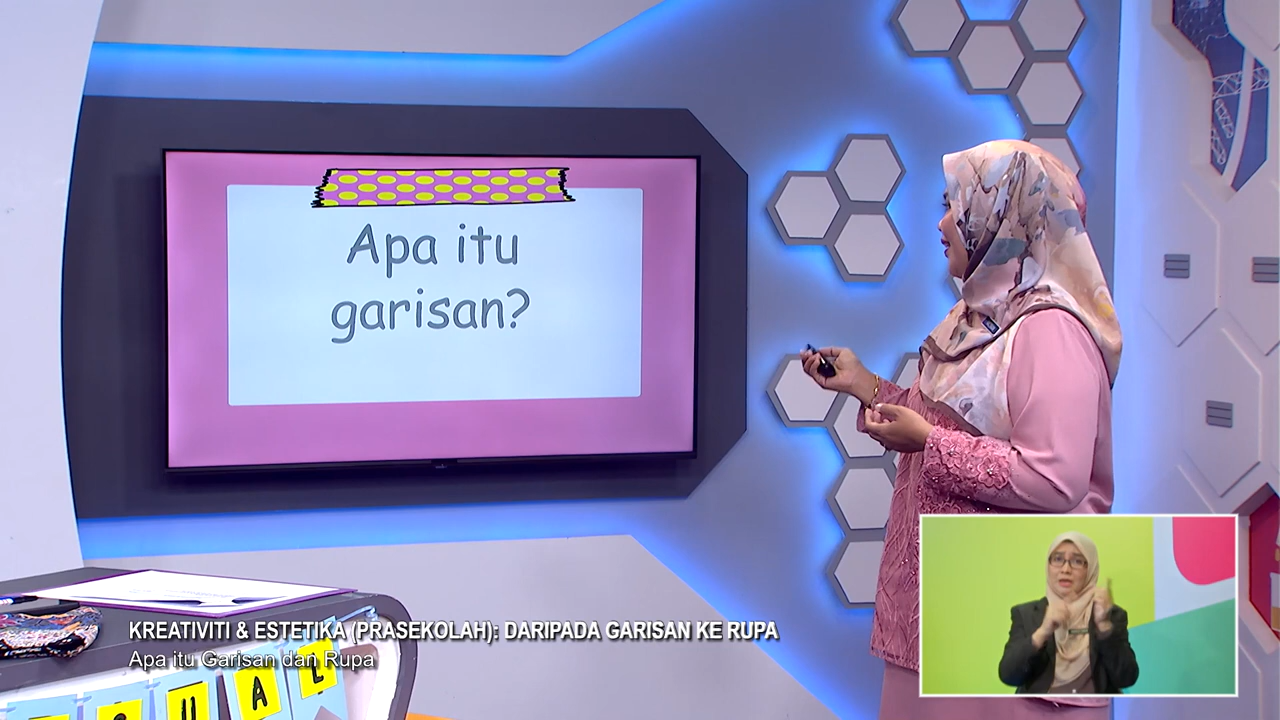 Apa itu
garisan?
KREATIVITI & ESTETIKA (PRASEKOLAH): DARIPADA GARISAN KE RUPA
Apa itu Garisan dan Rupa
U A L